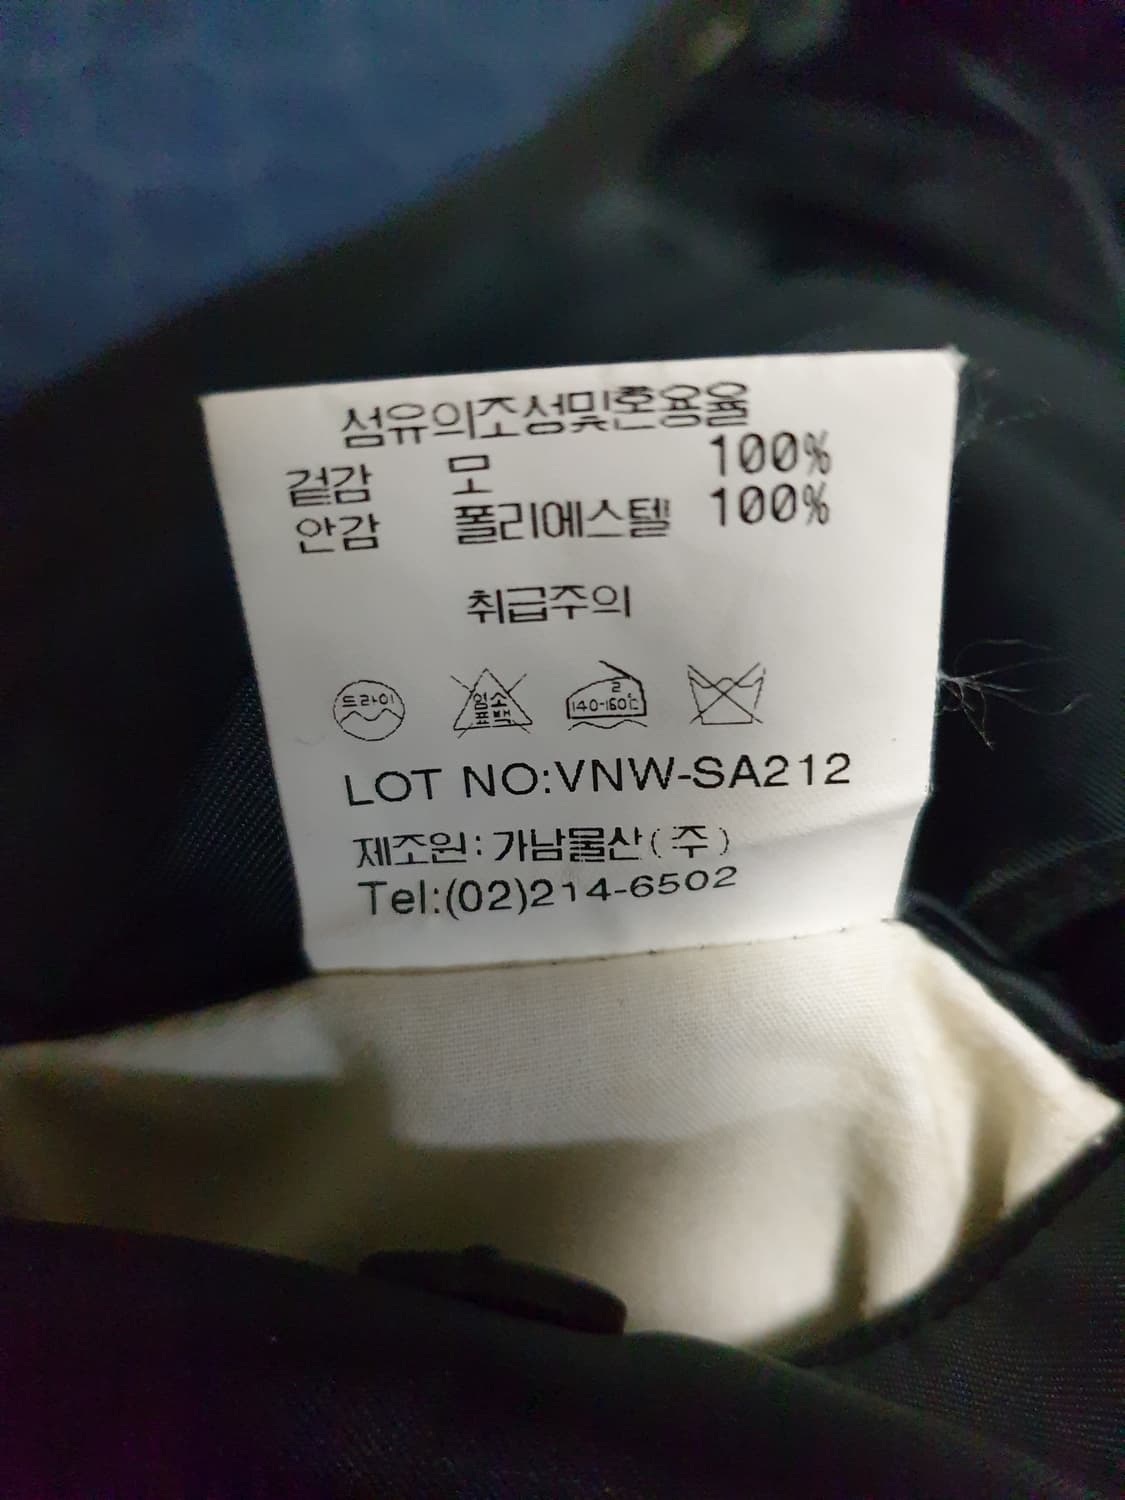 섬유의조성및혼용율
겉감 모 100%
안감 폴리에스텔 100%
취급주의
드라이 염소표백 2 140-160℃
LOT NO:VNW-SA212
제조원:가남물산(주)
Tel:(02)214-6502